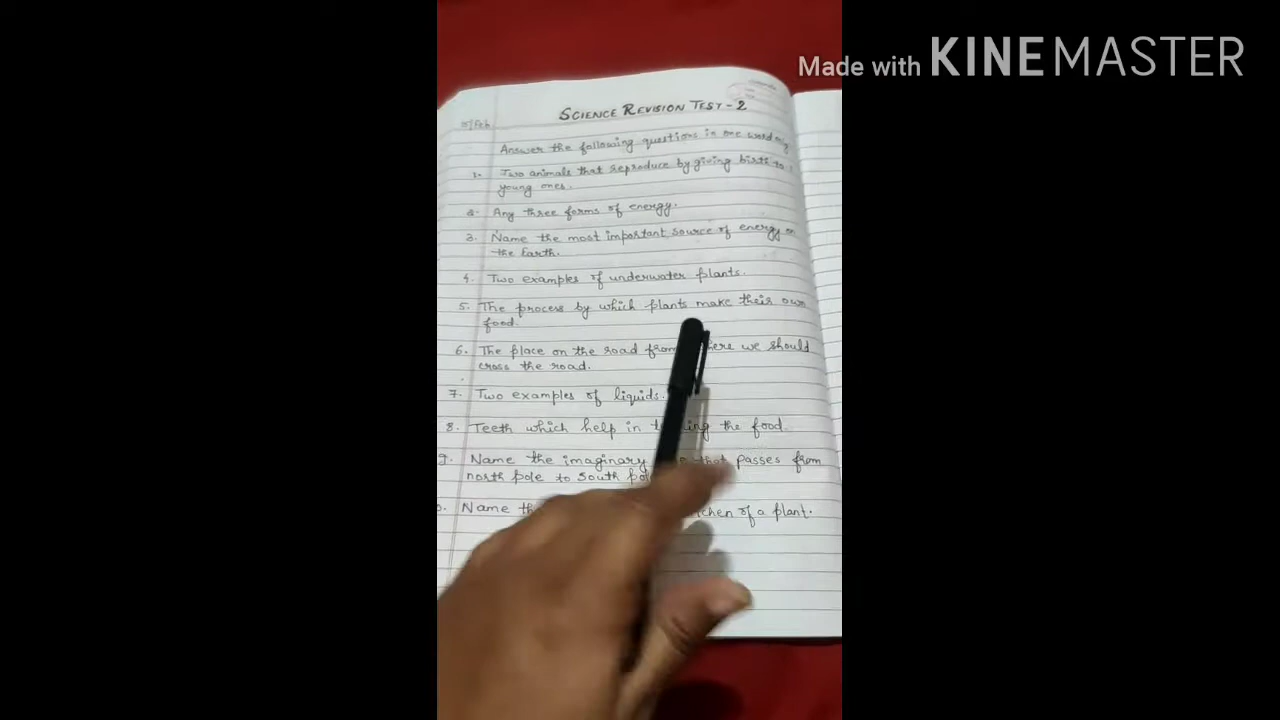 Made with KINEMASTER
SCIENCE REVISION TEST - 2
Answer the following questions in one word only
Two animals that reproduce by giving birth to
young ones.
Any three forms of energy.
3. Name the most important source of energy on
the Earth.
4. Two examples of underwater plants.
5. The process by which plants make their own
food.
6. The place on the road from we should
cross the road.
7. Two examples of liquids.
8. Teeth which help in the food.
9. Name the imaginary that passes from
north pole to south
Name of a plant.